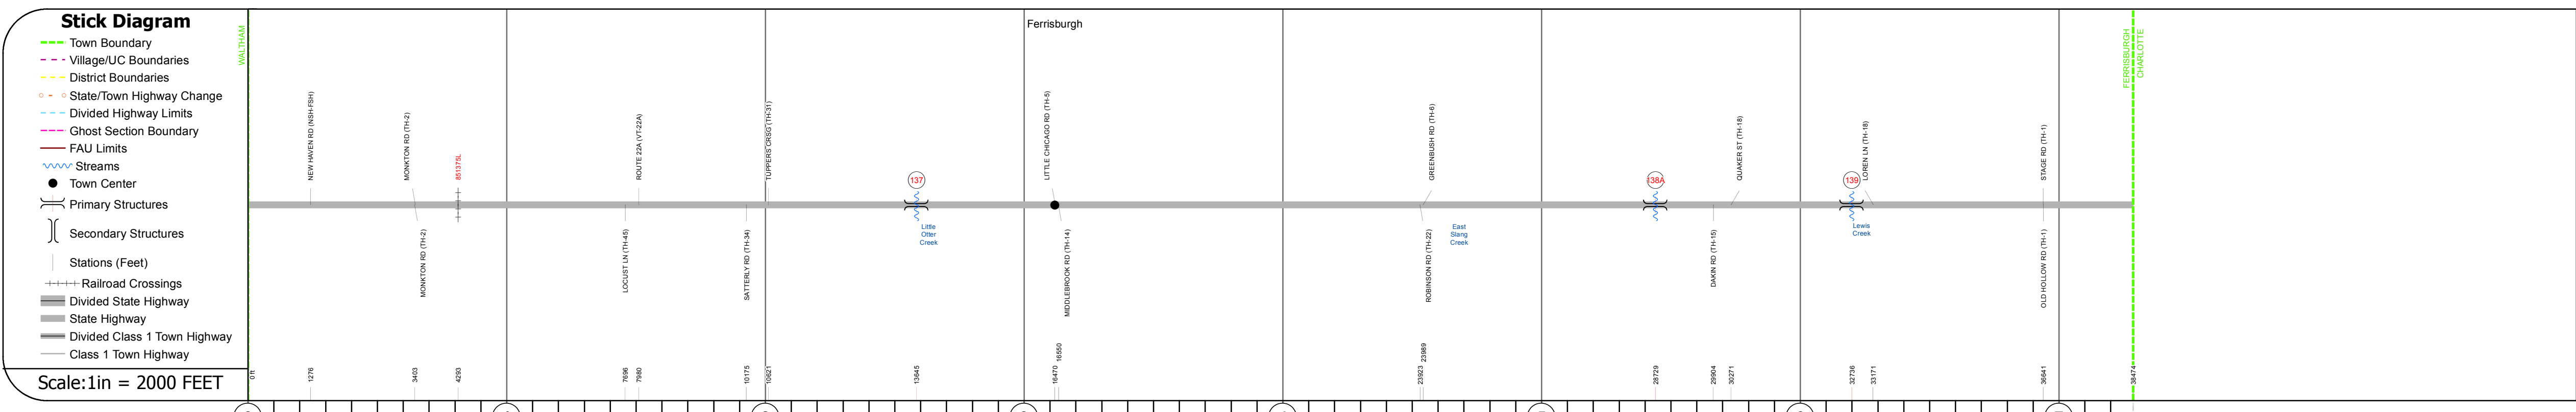 Stick Diagram
Town Boundary
Village/UC Boundaries
District Boundaries
State/Town Highway Change
Divided Highway Limits
Ghost Section Boundary
FAU Limits
Streams
Town Center
Primary Structures
Secondary Structures
Stations (Feet)
Railroad Crossings
Divided State Highway
State Highway
Divided Class 1 Town Highway
Class 1 Town Highway
Scale:1in = 2000 FEET
WALTHAM
Ferrisburgh
FERRISBURGH
CHARLOTTE
NEW HAVEN RD (NSH-FSH)
MONKTON RD (TH-2)
851375L
ROUTE 22A (VT-22A)
TUPPERS CRSG (TH-31)
137
LITTLE CHICAGO RD (TH-5)
GREENBUSH RD (TH-6)
138A
QUAKER ST (TH-18)
139
LOREN LN (TH-18)
STAGE RD (TH-1)
MONKTON RD (TH-2)
LOCUST LN (TH-45)
SATTERLY RD (TH-34)
Little
Otter
Creek
MIDDLEBROOK RD (TH-14)
ROBINSON RD (TH-22)
East
Slang
Creek
DAKIN RD (TH-15)
Lewis
Creek
OLD HOLLOW RD (TH-1)
0 ft
1276
3403
4293
7696
7980
10175
10621
13645
16470
16550
23923
23989
28729
29904
30271
32736
33171
36641
38474